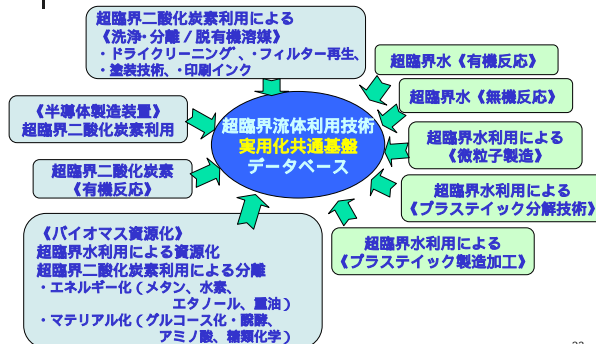 超臨界二酸化炭素利用による
《洗浄・分離/脱有機溶媒》
・ドライクリーニング、・フィルター再生、
・塗装技術、・印刷インク
超臨界水《有機反応》
超臨界水《無機反応》
《半導体製造装置》
超臨界二酸化炭素利用
超臨界流体利用技術
実用化共通基盤
データベース
超臨界水利用による
《微粒子製造》
超臨界二酸化炭素
《有機反応》
超臨界水利用による
《プラステイック分解技術》
《バイオマス資源化》
超臨界水利用による資源化
超臨界二酸化炭素利用による分離
・エネルギー化(メタン、水素、
エタノール、重油)
・マテリアル化(グルコース化・醗酵、
アミノ酸、糖類化学)
超臨界水利用による
《プラステイック製造加工》